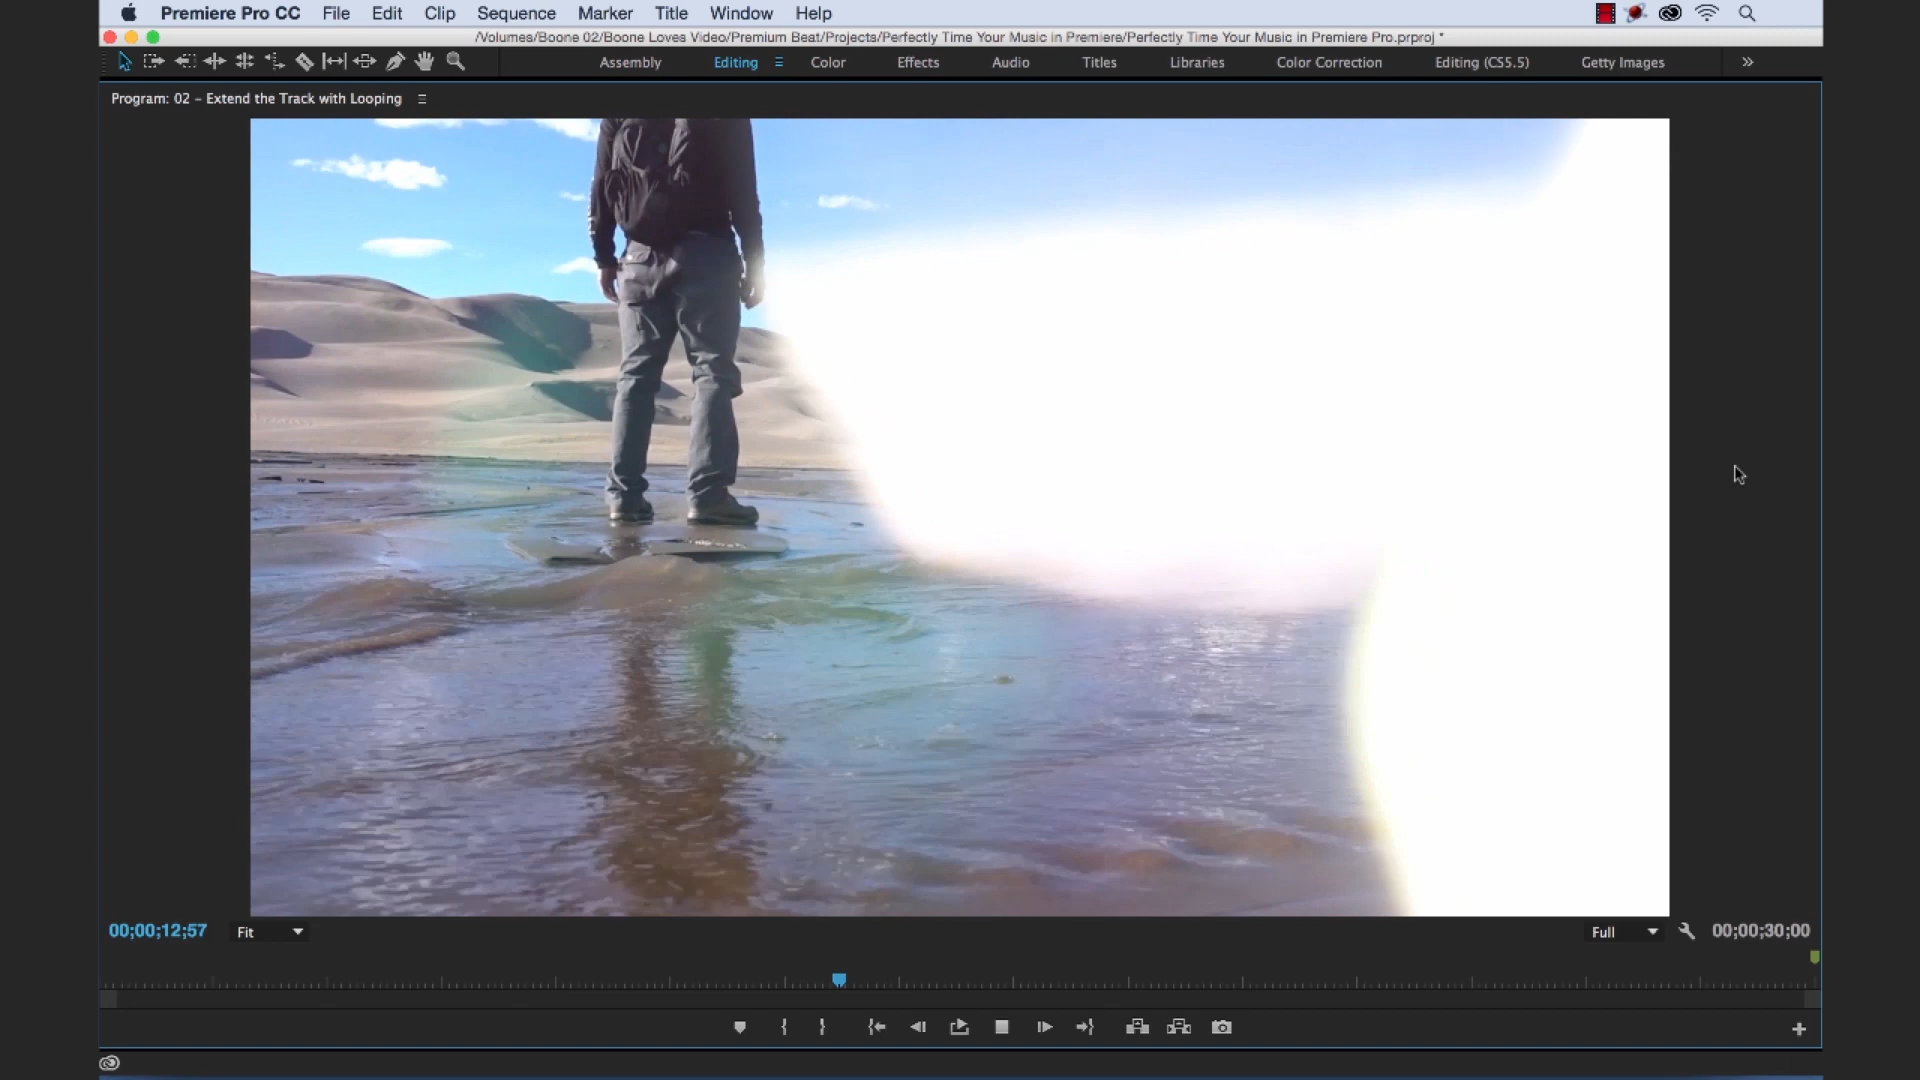 Premiere Pro CC File Edit Clip Sequence Marker Title Window Help
/Volumes/Boone 02/Boone Loves Video/Premium Beat/Projects/Perfectly Time Your Music in Premiere/Perfectly Time Your Music in Premiere Pro.prproj *
Assembly Editing Color Effects Audio Titles Libraries Color Correction Editing (CS5.5) Getty Images
Program: 02 – Extend the Track with Looping
00;00;12;57 Fit Full 00;00;30;00